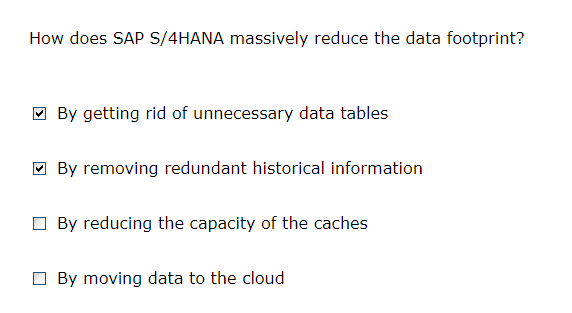 How does SAP S/4HANA massively reduce the data footprint?
By getting rid of unnecessary data tables
By removing redundant historical information
By reducing the capacity of the caches
By moving data to the cloud